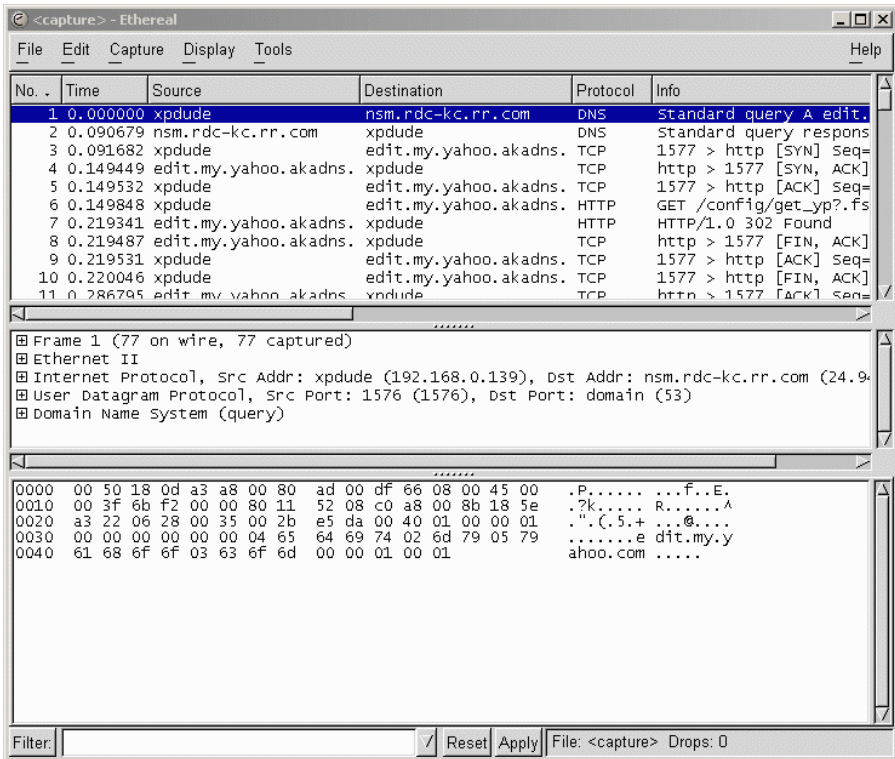 <capture> - Ethereal
File Edit Capture Display Tools Help
No. . Time Source Destination Protocol Info
1 0.000000 xpdude nsm.rdc-kc.rr.com DNS Standard query A edit.
2 0.090679 nsm.rdc-kc.rr.com xpdude DNS Standard query respons
3 0.091682 xpdude edit.my.yahoo.akadns. TCP 1577 > http [SYN] Seq=
4 0.149449 edit.my.yahoo.akadns. xpdude TCP http > 1577 [SYN, ACK]
5 0.149532 xpdude edit.my.yahoo.akadns. TCP 1577 > http [ACK] Seq=
6 0.149848 xpdude edit.my.yahoo.akadns. HTTP GET /config/get_yp?.fs
7 0.219341 edit.my.yahoo.akadns. xpdude HTTP HTTP/1.0 302 Found
8 0.219487 edit.my.yahoo.akadns. xpdude TCP http > 1577 [FIN, ACK]
9 0.219531 xpdude edit.my.yahoo.akadns. TCP 1577 > http [ACK] Seq=
10 0.220046 xpdude edit.my.yahoo.akadns. TCP 1577 > http [FIN, ACK]
11 0.286795 edit.my.yahoo.akadns. xpdude TCP http > 1577 [ACK] Seq=
Frame 1 (77 on wire, 77 captured)
Ethernet II
Internet Protocol, Src Addr: xpdude (192.168.0.139), Dst Addr: nsm.rdc-kc.rr.com (24.9
User Datagram Protocol, Src Port: 1576 (1576), Dst Port: domain (53)
Domain Name System (query)
0000 00 50 18 0d a3 a8 00 80 ad 00 df 66 08 00 45 00 .P...... ...f..E.
0010 00 3f 6b f2 00 00 80 11 52 08 c0 a8 00 8b 18 5e .?k..... R......^
0020 a3 22 06 28 00 35 00 2b e5 da 00 40 01 00 00 01 .".(.5.+ ...@....
0030 00 00 00 00 00 00 04 65 64 69 74 02 6d 79 05 79 .......e dit.my.y
0040 61 68 6f 6f 03 63 6f 6d 00 00 01 00 01 ahoo.com .....
Filter: Reset Apply File: <capture> Drops: 0